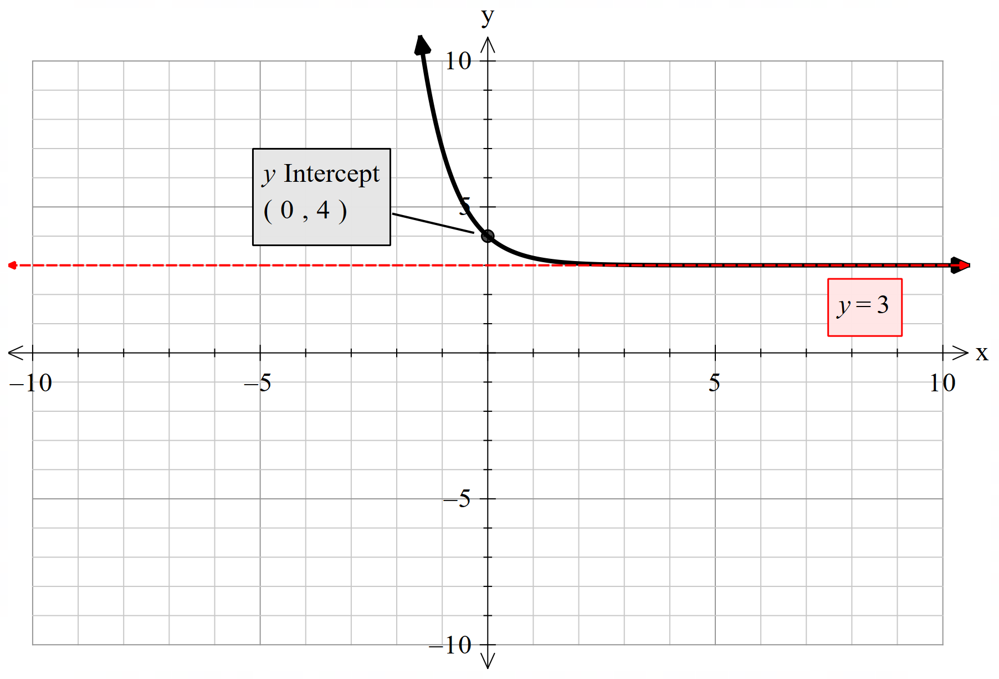 y
10
y Intercept
( 0 , 4 )
5
y = 3
x
–10
–5
5
10
–5
–10